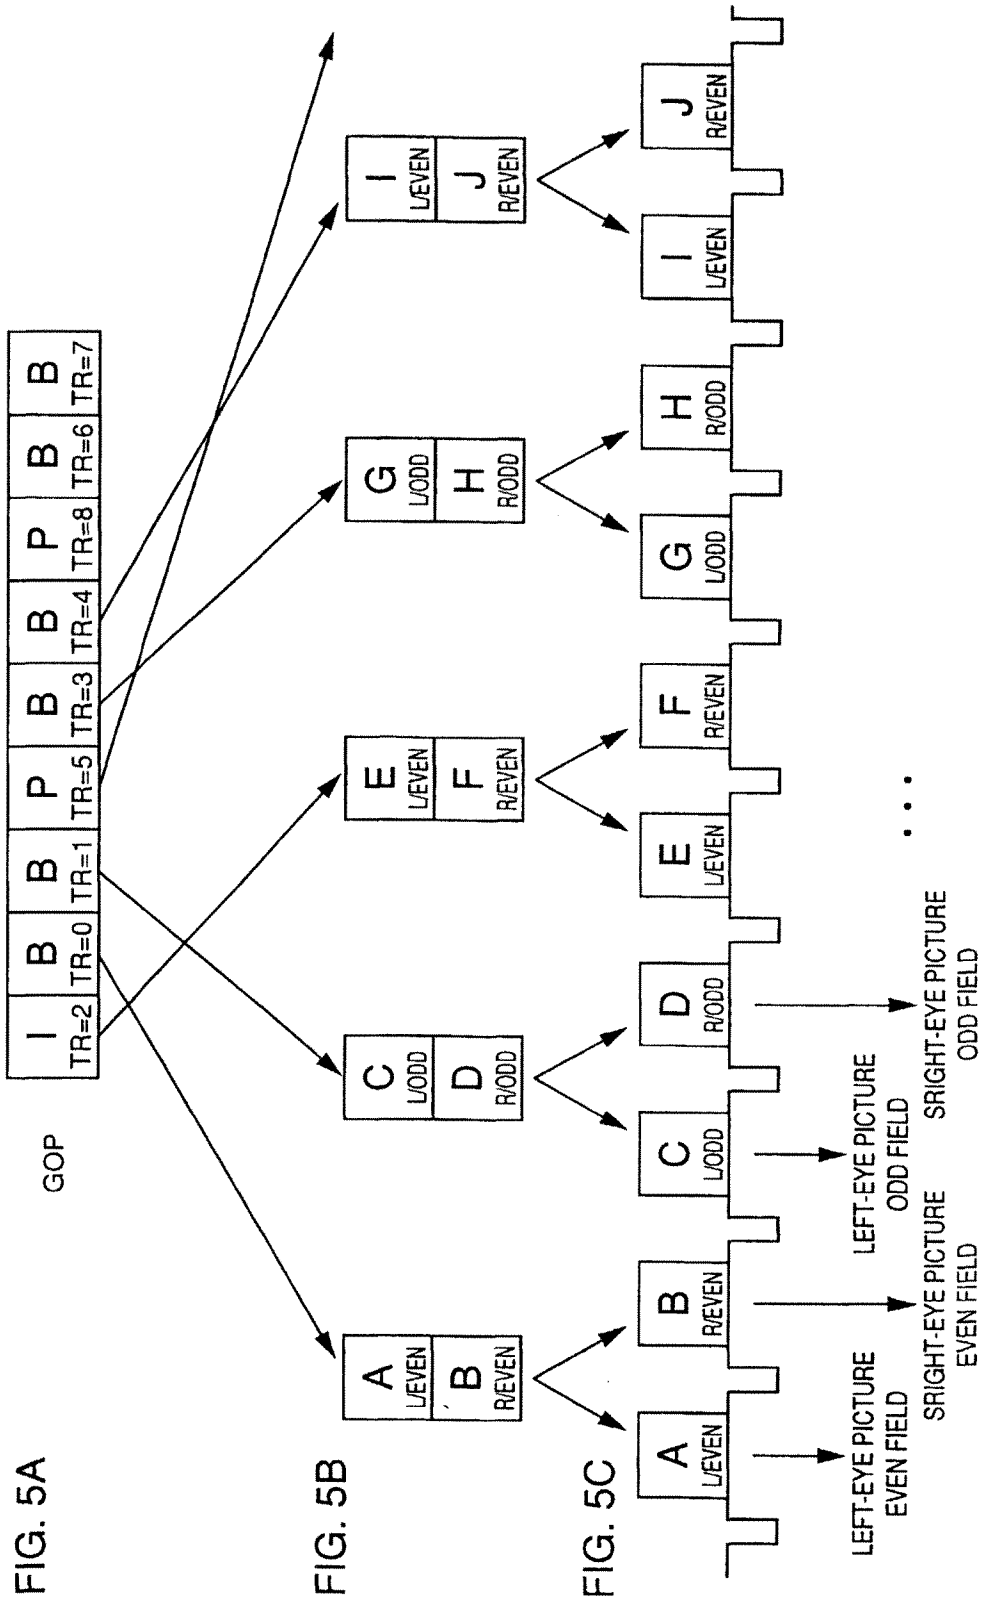 FIG. 5A
GOP
I B B P B B P B B
TR=2 TR=0 TR=1 TR=5 TR=3 TR=4 TR=8 TR=6 TR=7
FIG. 5B
A C E G I
L/EVEN L/ODD L/EVEN L/ODD L/EVEN
B D F H J
R/EVEN R/ODD R/EVEN R/ODD R/EVEN
FIG. 5C
A B C D E F G H I J
L/EVEN R/EVEN L/ODD R/ODD L/EVEN R/EVEN L/ODD R/ODD L/EVEN R/EVEN
LEFT-EYE PICTURE
EVEN FIELD
SRIGHT-EYE PICTURE
EVEN FIELD
LEFT-EYE PICTURE
ODD FIELD
SRIGHT-EYE PICTURE
ODD FIELD
...